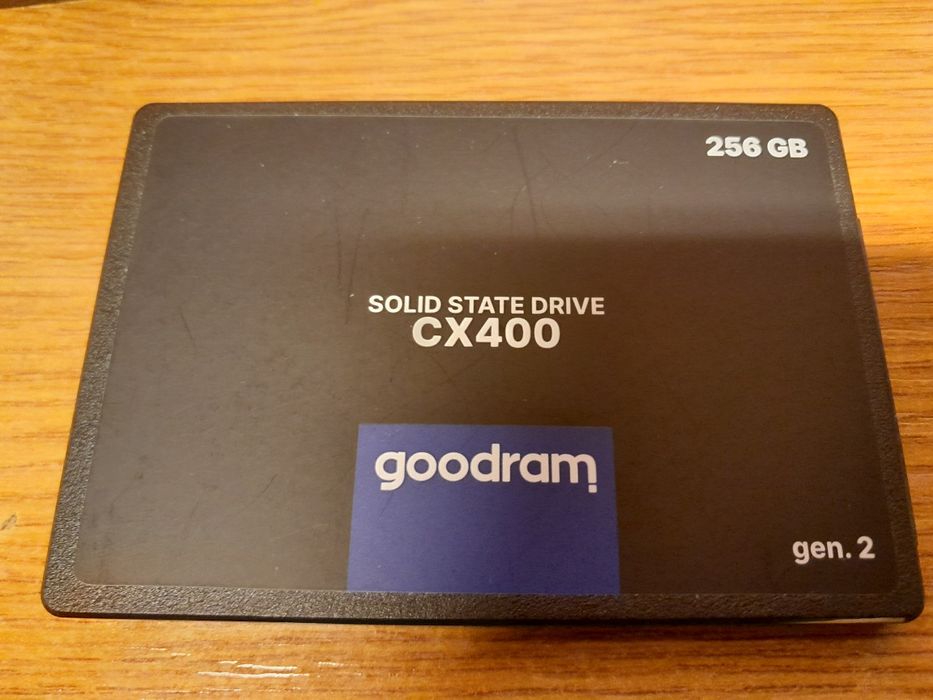 256 GB
SOLID STATE DRIVE
CX400
goodram
gen. 2